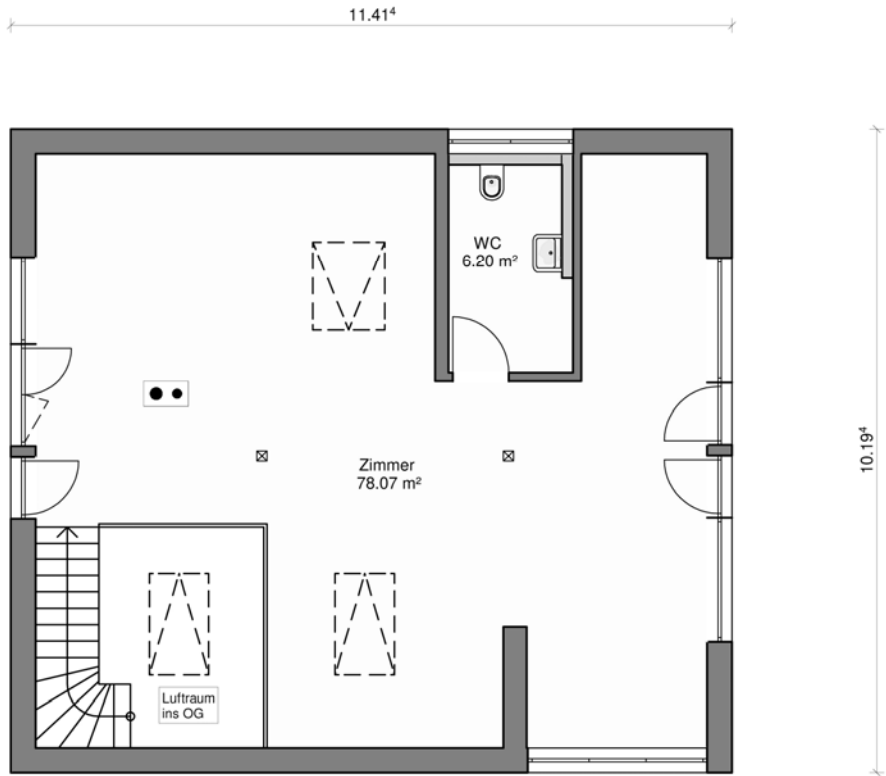 11.41⁴
WC
6.20 m²
10.19⁴
Zimmer
78.07 m²
Luftraum
ins OG